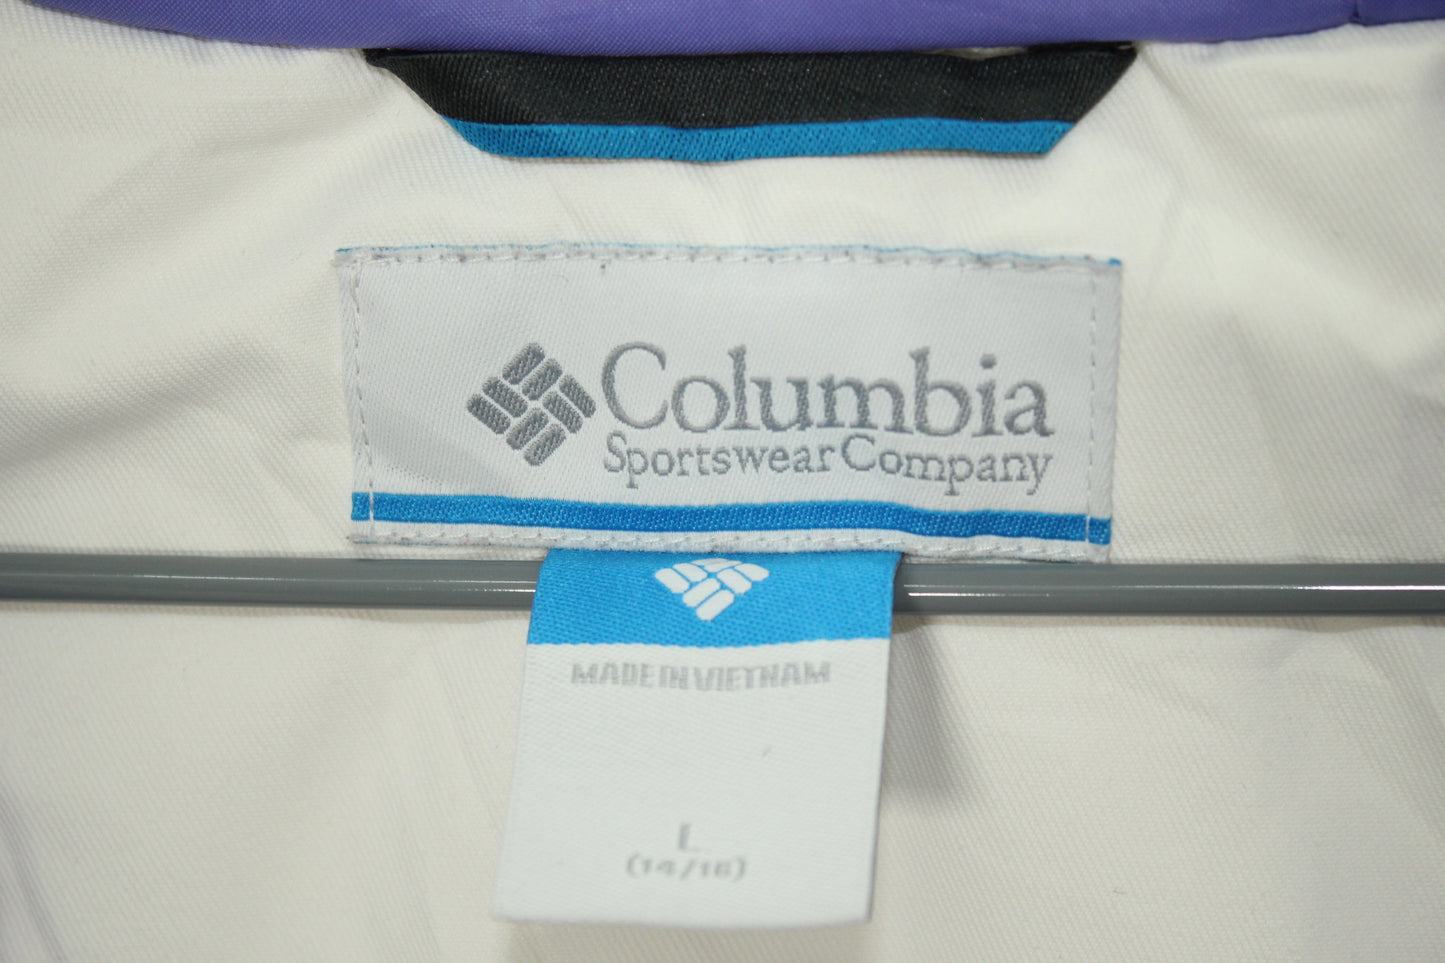 Columbia
Sportswear Company
MADE IN VIETNAM
L
(14/16)